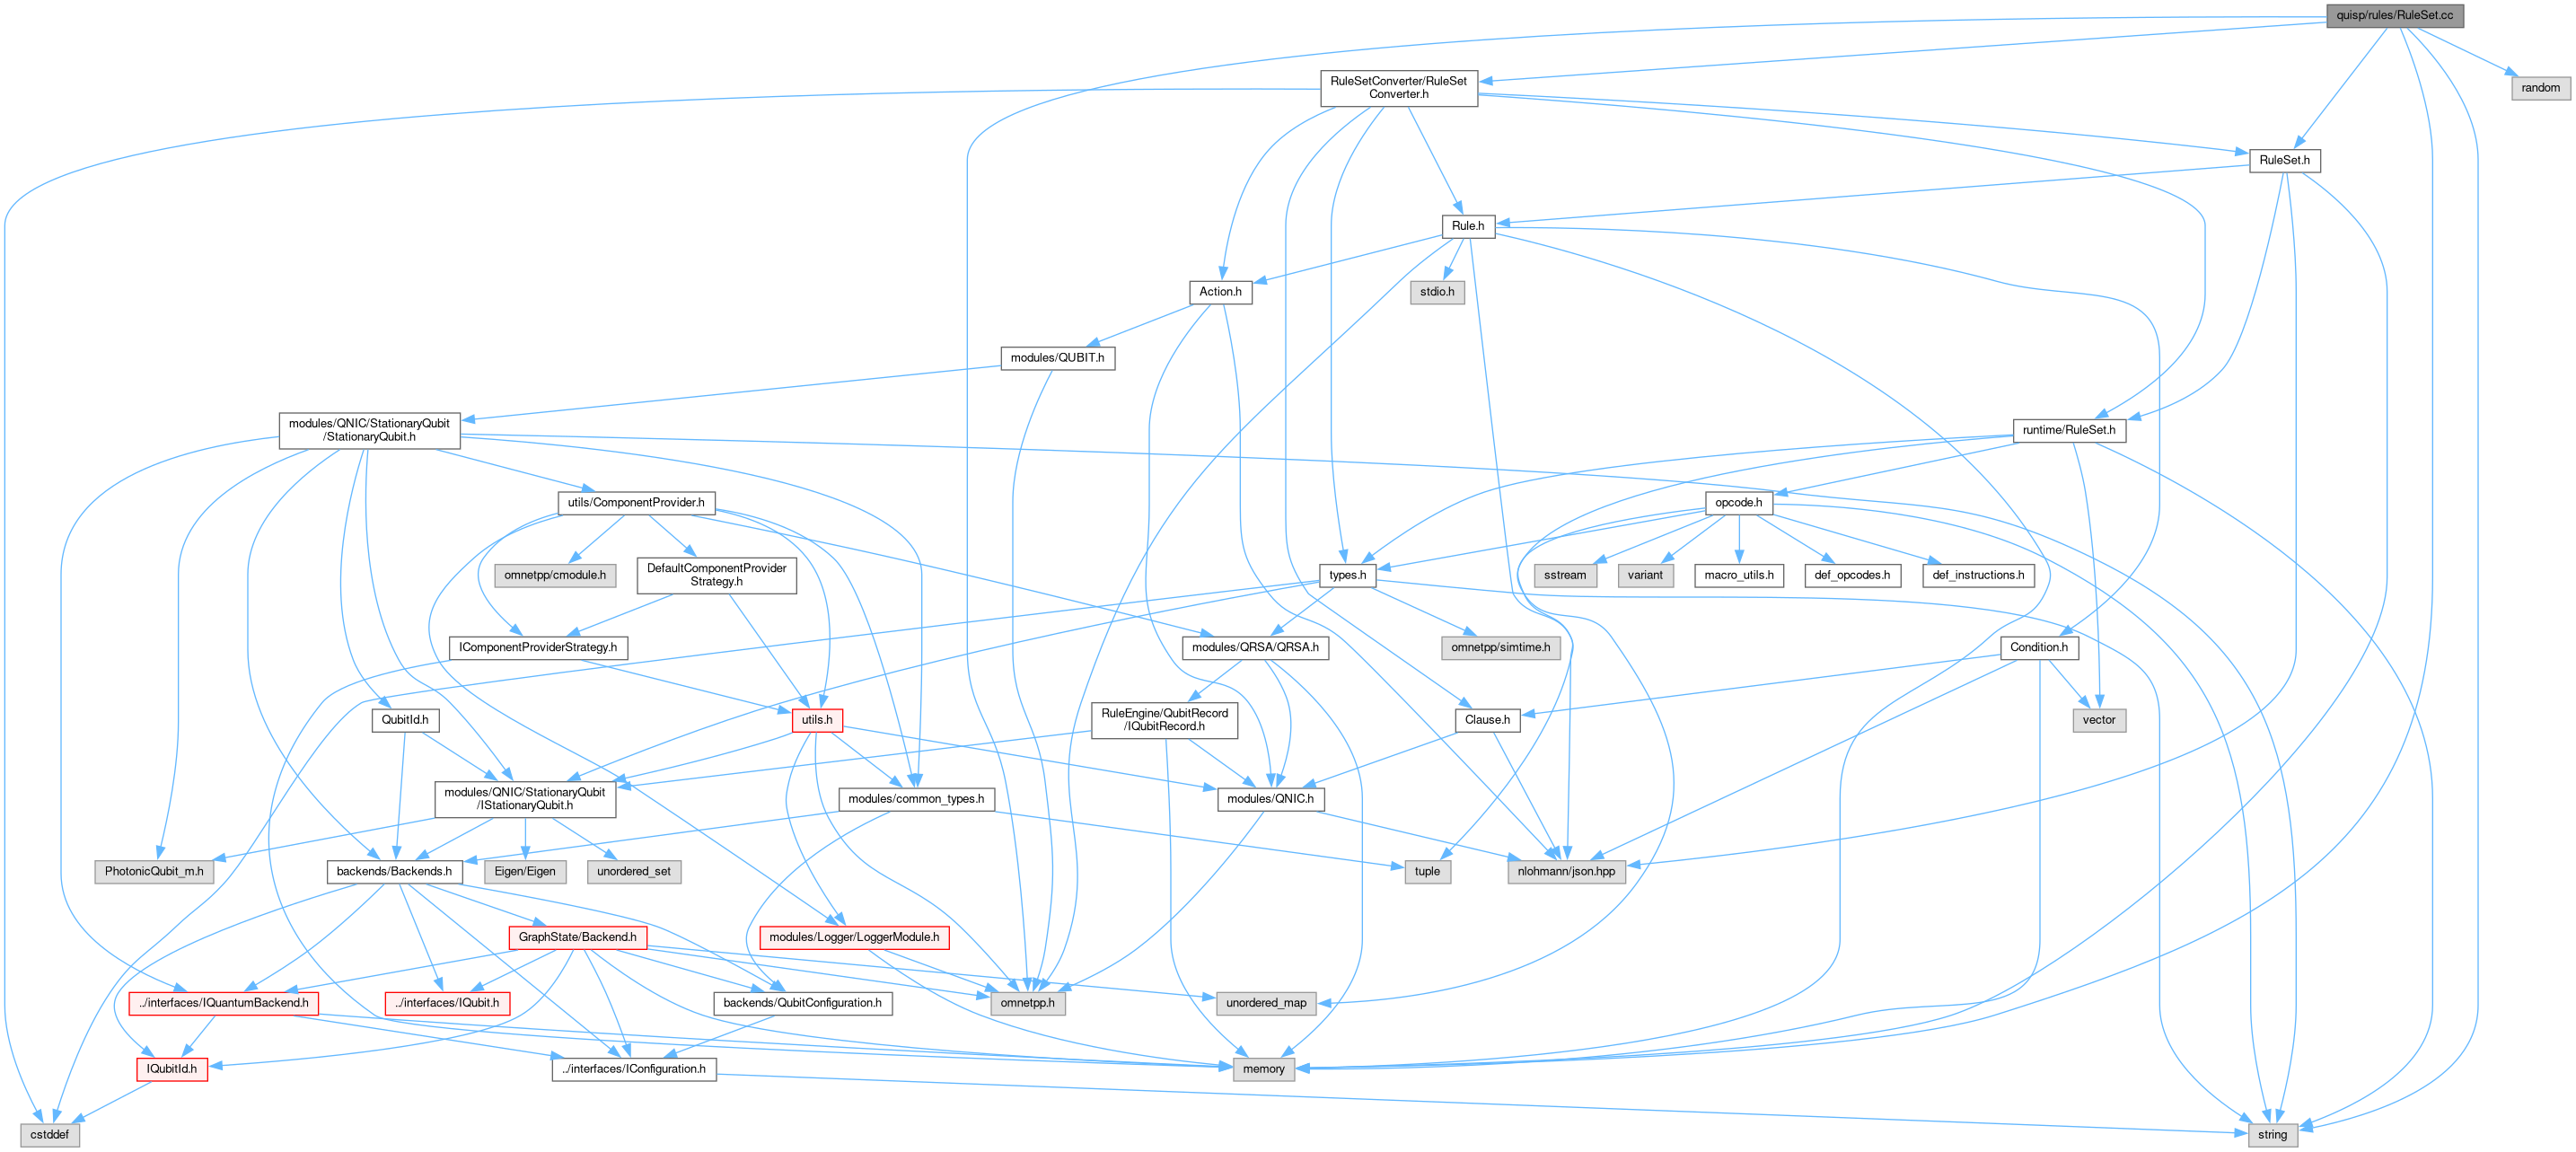 quisp/rules/RuleSet.cc
RuleSetConverter/RuleSet
Converter.h
random
RuleSet.h
Rule.h
Action.h
stdio.h
modules/QUBIT.h
modules/QNIC/StationaryQubit
/StationaryQubit.h
runtime/RuleSet.h
utils/ComponentProvider.h
opcode.h
omnetpp/cmodule.h
DefaultComponentProvider
Strategy.h
types.h
sstream
variant
macro_utils.h
def_opcodes.h
def_instructions.h
IComponentProviderStrategy.h
modules/QRSA/QRSA.h
omnetpp/simtime.h
Condition.h
QubitId.h
utils.h
RuleEngine/QubitRecord
/IQubitRecord.h
Clause.h
vector
modules/QNIC/StationaryQubit
/IStationaryQubit.h
modules/common_types.h
modules/QNIC.h
PhotonicQubit_m.h
backends/Backends.h
Eigen/Eigen
unordered_set
tuple
nlohmann/json.hpp
GraphState/Backend.h
modules/Logger/LoggerModule.h
../interfaces/IQuantumBackend.h
../interfaces/IQubit.h
backends/QubitConfiguration.h
omnetpp.h
unordered_map
IQubitId.h
../interfaces/IConfiguration.h
memory
cstddef
string